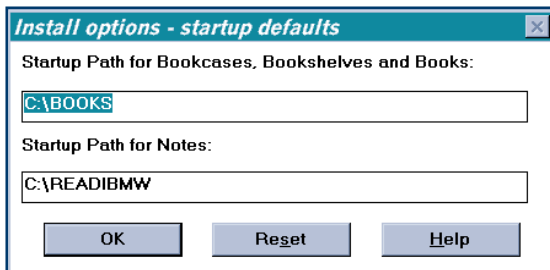 Install options - startup defaults
Startup Path for Bookcases, Bookshelves and Books:
C:\BOOKS
Startup Path for Notes:
C:\READIBMW
OK Reset Help